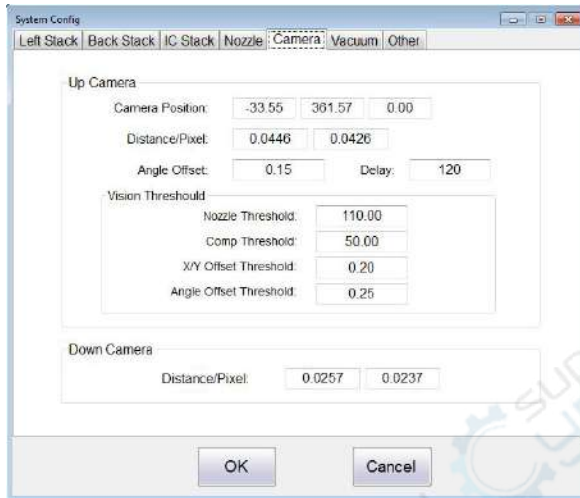 System Config
Left Stack Back Stack IC Stack Nozzle Camera Vacuum Other
Up Camera
Camera Position: -33.55 361.57 0.00
Distance/Pixel: 0.0446 0.0426
Angle Offset: 0.15 Delay: 120
Vision Threshould
Nozzle Threshold: 110.00
Comp Threshold: 50.00
X/Y Offset Threshold: 0.20
Angle Offset Threshold: 0.25
Down Camera
Distance/Pixel: 0.0257 0.0237
OK Cancel